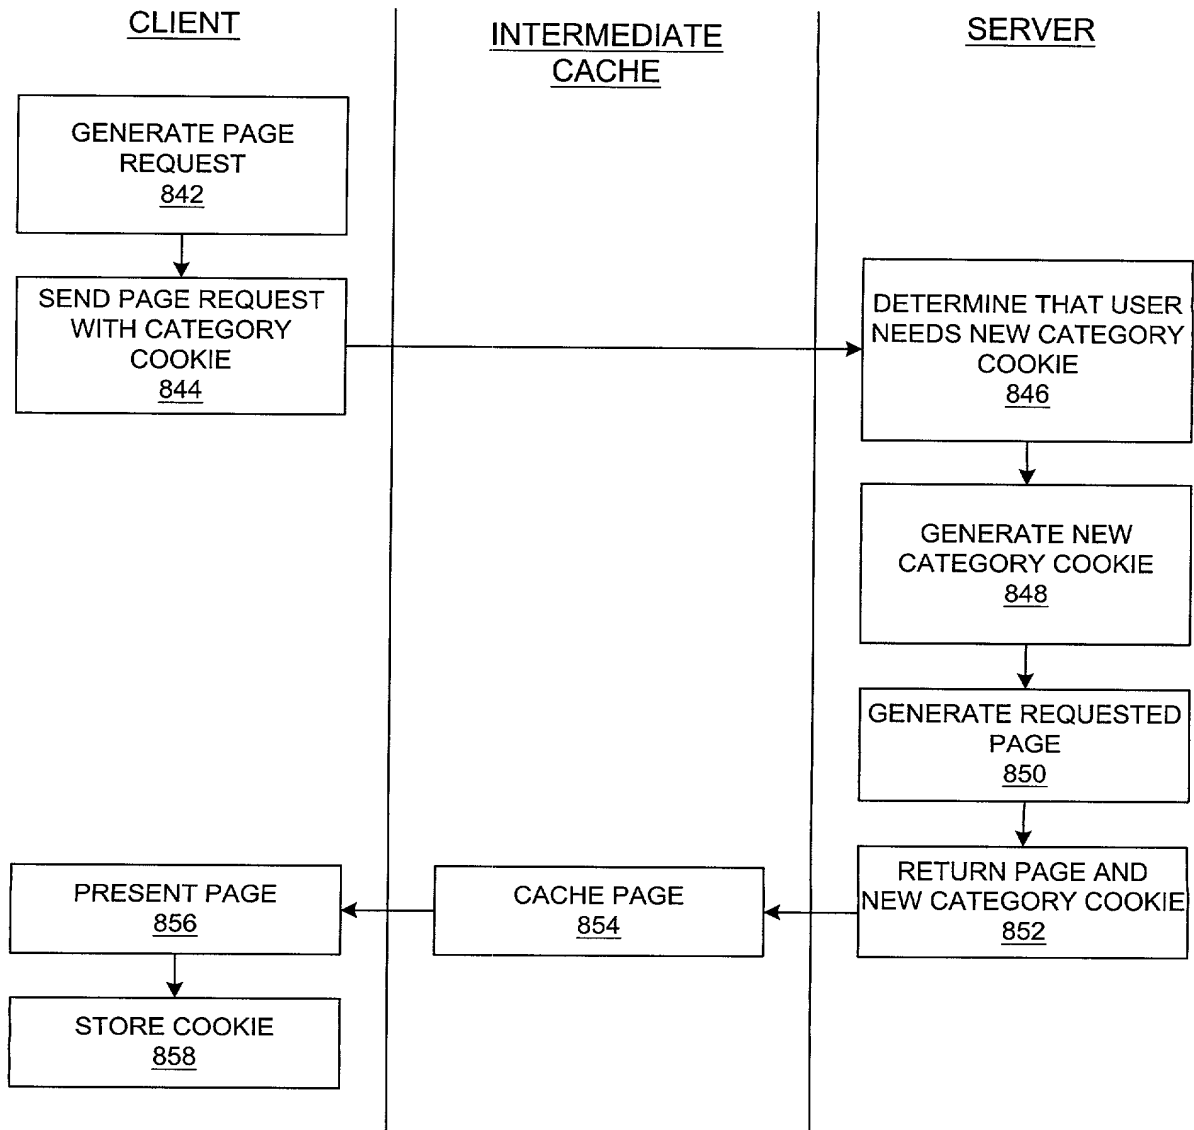 CLIENT
INTERMEDIATE
CACHE
SERVER
GENERATE PAGE
REQUEST
842
SEND PAGE REQUEST
WITH CATEGORY
COOKIE
844
DETERMINE THAT USER
NEEDS NEW CATEGORY
COOKIE
846
GENERATE NEW
CATEGORY COOKIE
848
GENERATE REQUESTED
PAGE
850
RETURN PAGE AND
NEW CATEGORY COOKIE
852
CACHE PAGE
854
PRESENT PAGE
856
STORE COOKIE
858